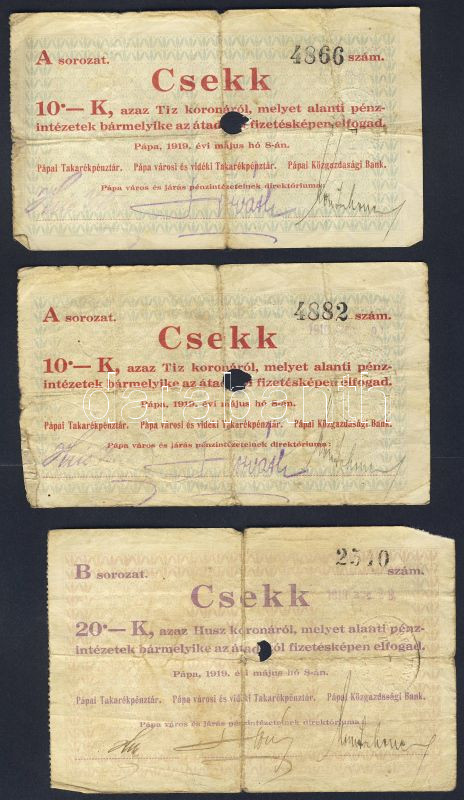 A sorozat. 4866 szám.
Csekk
10·— K, azaz Tíz koronáról, melyet alanti pénz-
intézetek bármelyike az átadó fizetésképen elfogad.
Pápa, 1919. évi május hó 8-án.
Pápai Takarékpénztár. Pápa városi és vidéki Takarékpénztár. Pápai Közgazdasági Bank.
Pápa város és járás pénzintézeteinek direktóriuma:
Horváth
A sorozat. 4882 szám.
Csekk
10·— K, azaz Tíz koronáról, melyet alanti pénz-
intézetek bármelyike az fizetésképen elfogad.
Pápa, 1919. évi május hó 8-án.
Pápai Takarékpénztár. Pápa városi és vidéki Takarékpénztár. Pápai Közgazdasági Bank.
Pápa város és járás pénzintézeteinek direktóriuma:
Horváth
B sorozat. 2540 szám.
Csekk
20·— K, azaz Husz koronáról, melyet alanti pénz-
intézetek bármelyike az fizetésképen elfogad.
Pápa, 1919. évi május hó 8-án.
Pápai Takarékpénztár. Pápa városi és vidéki Takarékpénztár. Pápai Közgazdasági Bank.
Pápa város és járás pénzintézeteinek direktóriuma: